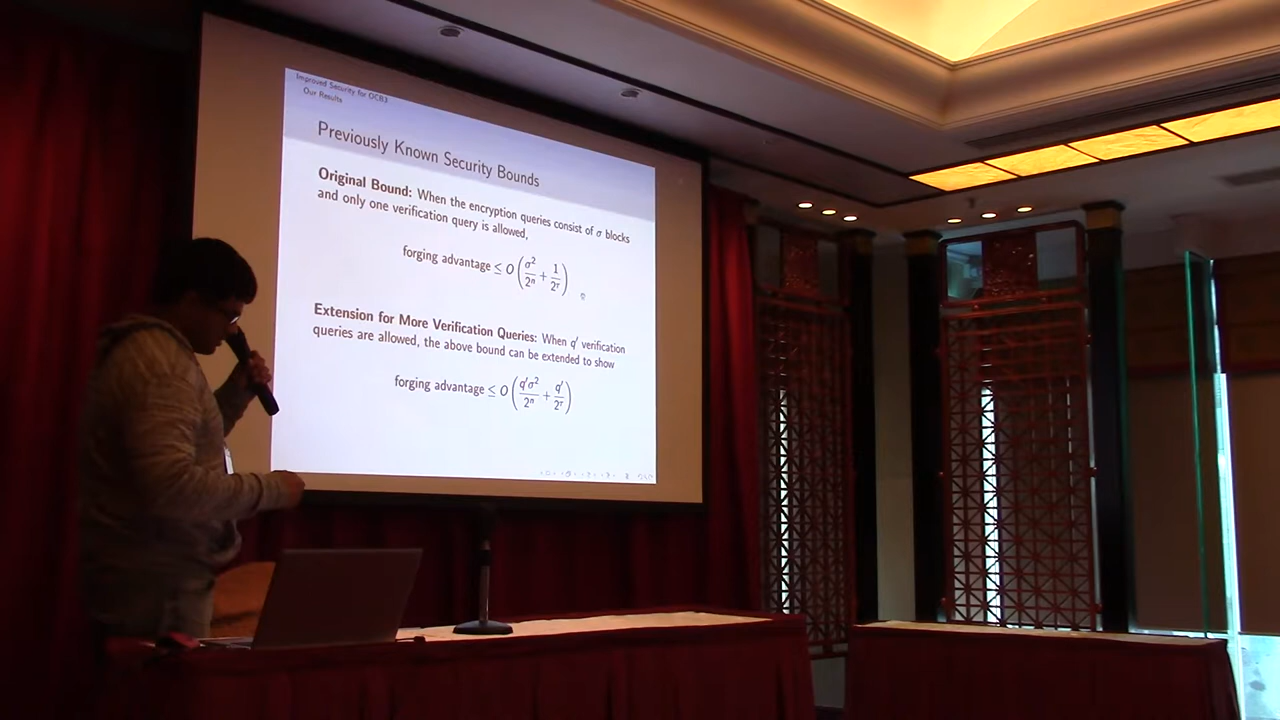 Improved Security for OCB3
Our Results
Previously Known Security Bounds
Original Bound: When the encryption queries consist of σ blocks
and only one verification query is allowed,
forging advantage ≤ O(σ²/2ⁿ + 1/2^τ)
Extension for More Verification Queries: When q′ verification
queries are allowed, the above bound can be extended to show
forging advantage ≤ O(q′σ²/2ⁿ + q′/2^τ)